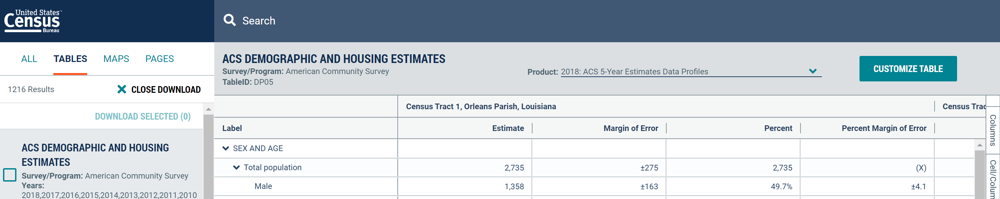 United States™
Census
Bureau
Search
ALL TABLES MAPS PAGES
1216 Results CLOSE DOWNLOAD
DOWNLOAD SELECTED (0)
ACS DEMOGRAPHIC AND HOUSING
ESTIMATES
Survey/Program: American Community Survey
Years:
2018,2017,2016,2015,2014,2013,2012,2011,2010
ACS DEMOGRAPHIC AND HOUSING ESTIMATES
Survey/Program: American Community Survey
TableID: DP05
Product: 2018: ACS 5-Year Estimates Data Profiles
CUSTOMIZE TABLE
Census Tract 1, Orleans Parish, Louisiana Census Trac
Label Estimate Margin of Error Percent Percent Margin of Error
SEX AND AGE
Total population 2,735 ±275 2,735 (X)
Male 1,358 ±163 49.7% ±4.1
Columns
Cell/Colum